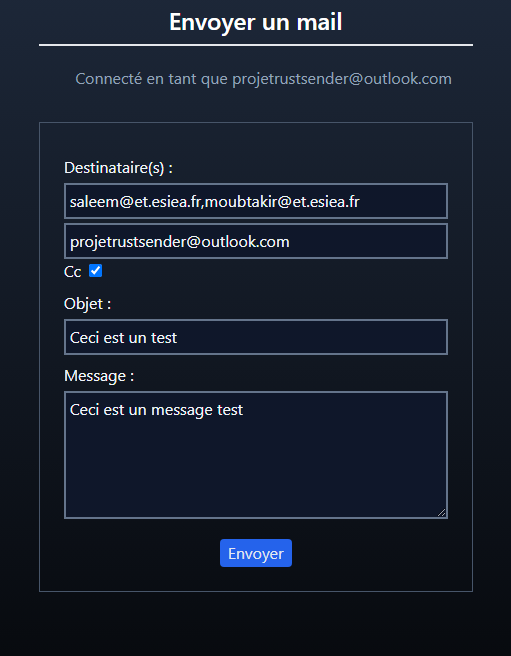 Envoyer un mail
Connecté en tant que projetrustsender@outlook.com
Destinataire(s) :
saleem@et.esiea.fr,moubtakir@et.esiea.fr
projetrustsender@outlook.com
Cc
Objet :
Ceci est un test
Message :
Ceci est un message test
Envoyer